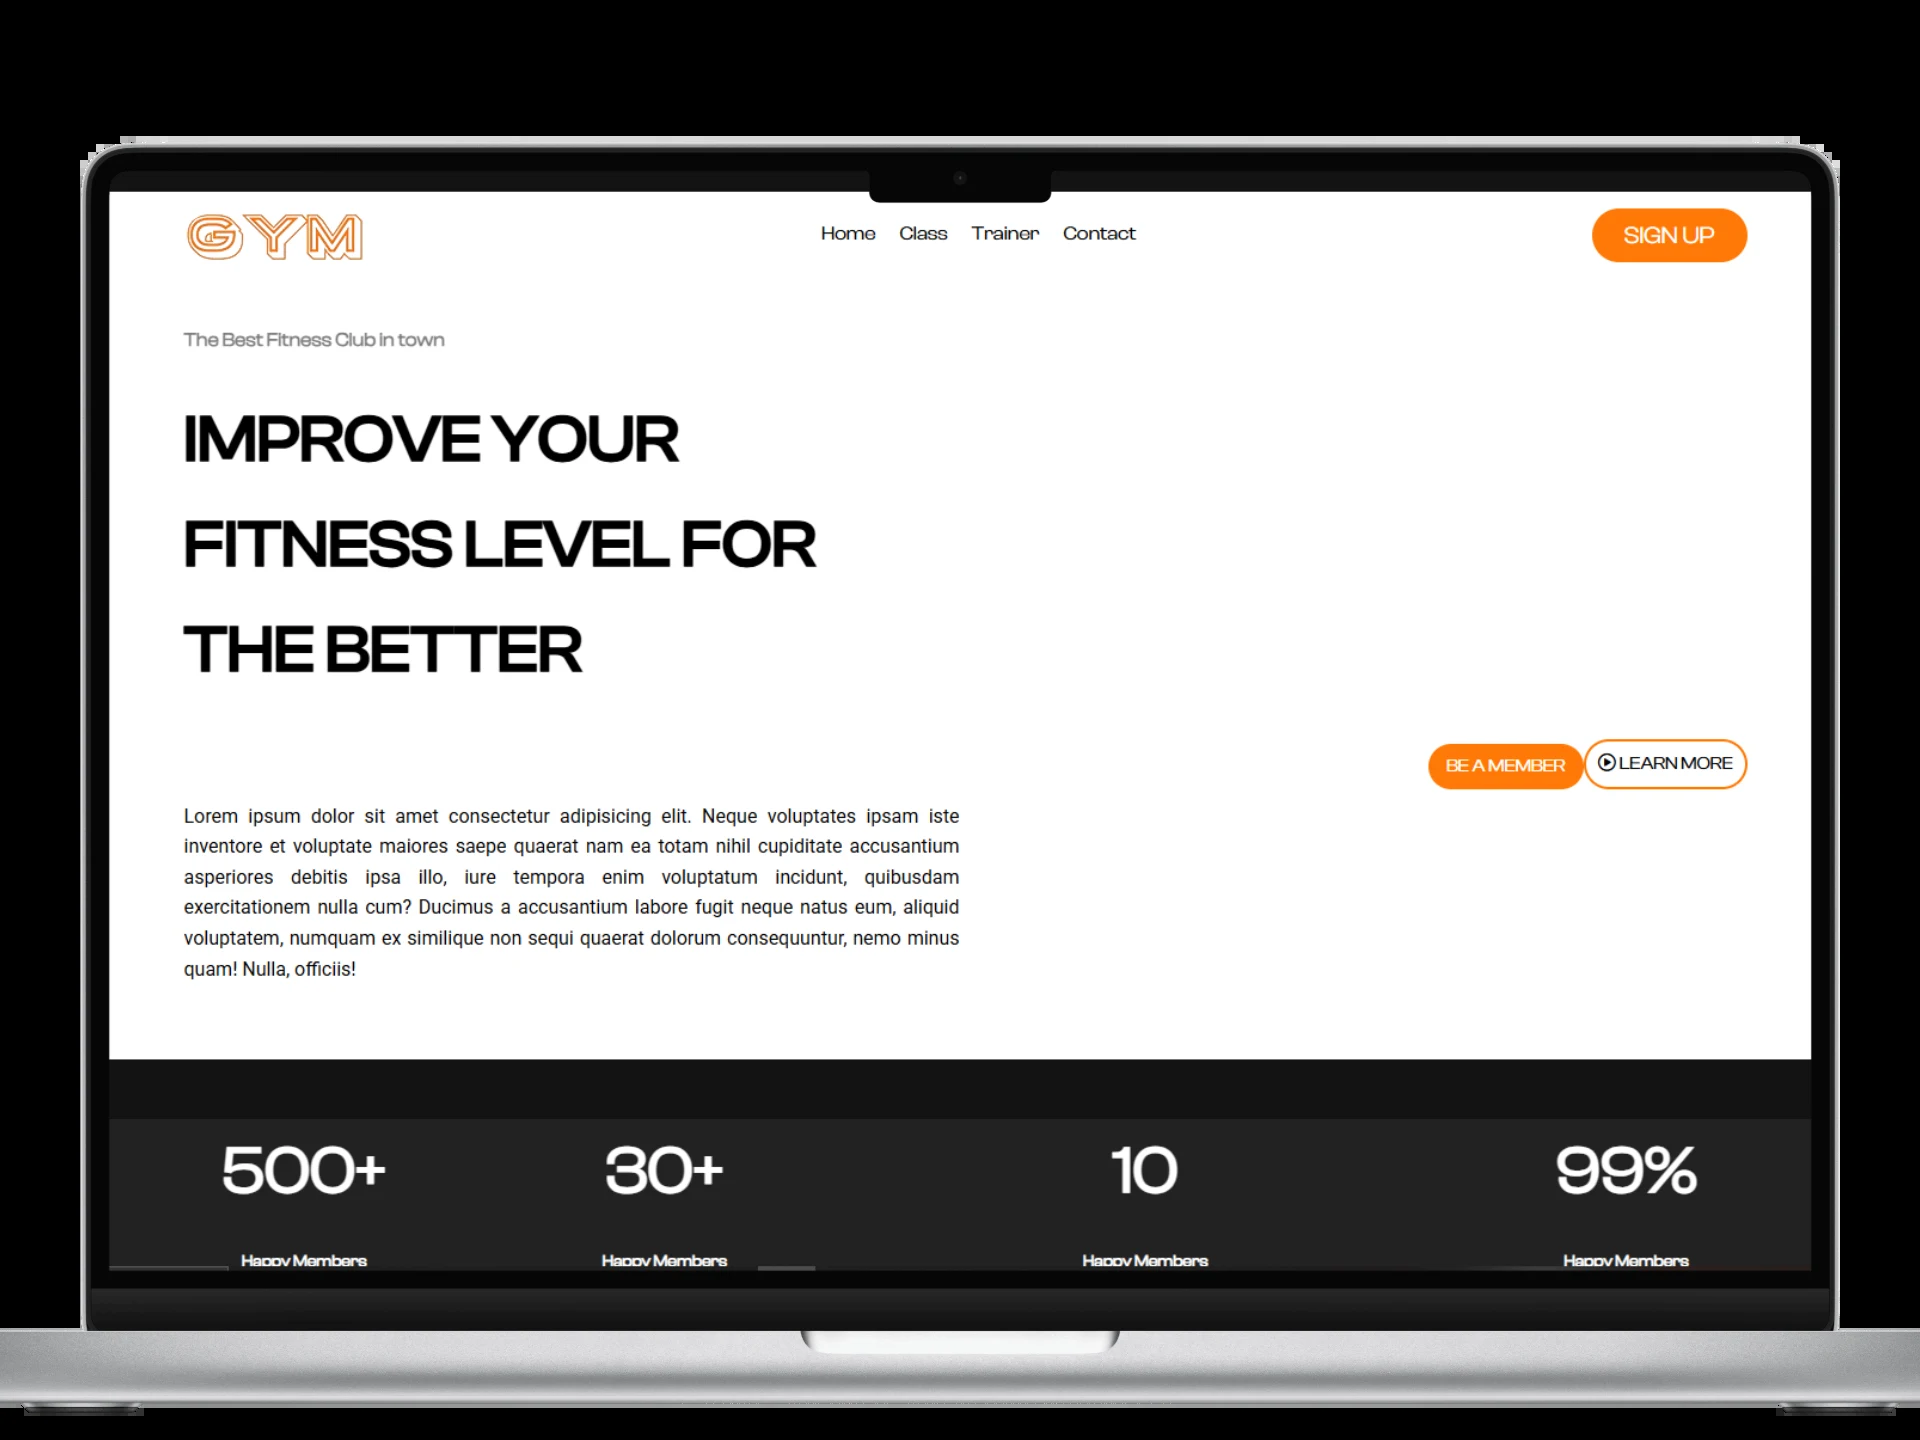 GYM
Home Class Trainer Contact
SIGN UP
The Best Fitness Club in town
IMPROVE YOUR
FITNESS LEVEL FOR
THE BETTER
BE A MEMBER
LEARN MORE
Lorem ipsum dolor sit amet consectetur adipisicing elit. Neque voluptates ipsam iste
inventore et voluptate maiores saepe quaerat nam ea totam nihil cupiditate accusantium
asperiores debitis ipsa illo, iure tempora enim voluptatum incidunt, quibusdam
exercitationem nulla cum? Ducimus a accusantium labore fugit neque natus eum, aliquid
voluptatem, numquam ex similique non sequi quaerat dolorum consequuntur, nemo minus
quam! Nulla, officiis!
500+ 30+ 10 99%
Happy Members Happy Members Happy Members Happy Members